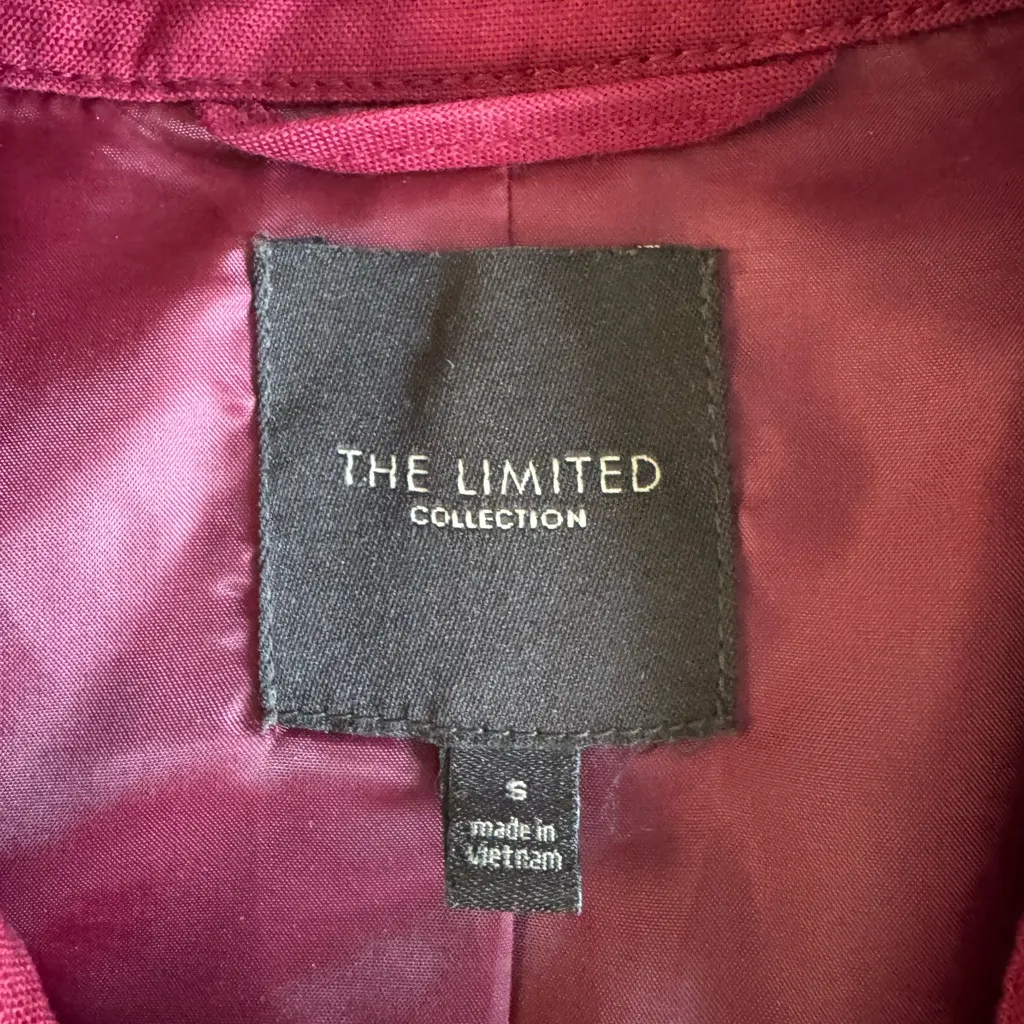 THE LIMITED
COLLECTION
S
made in
Vietnam